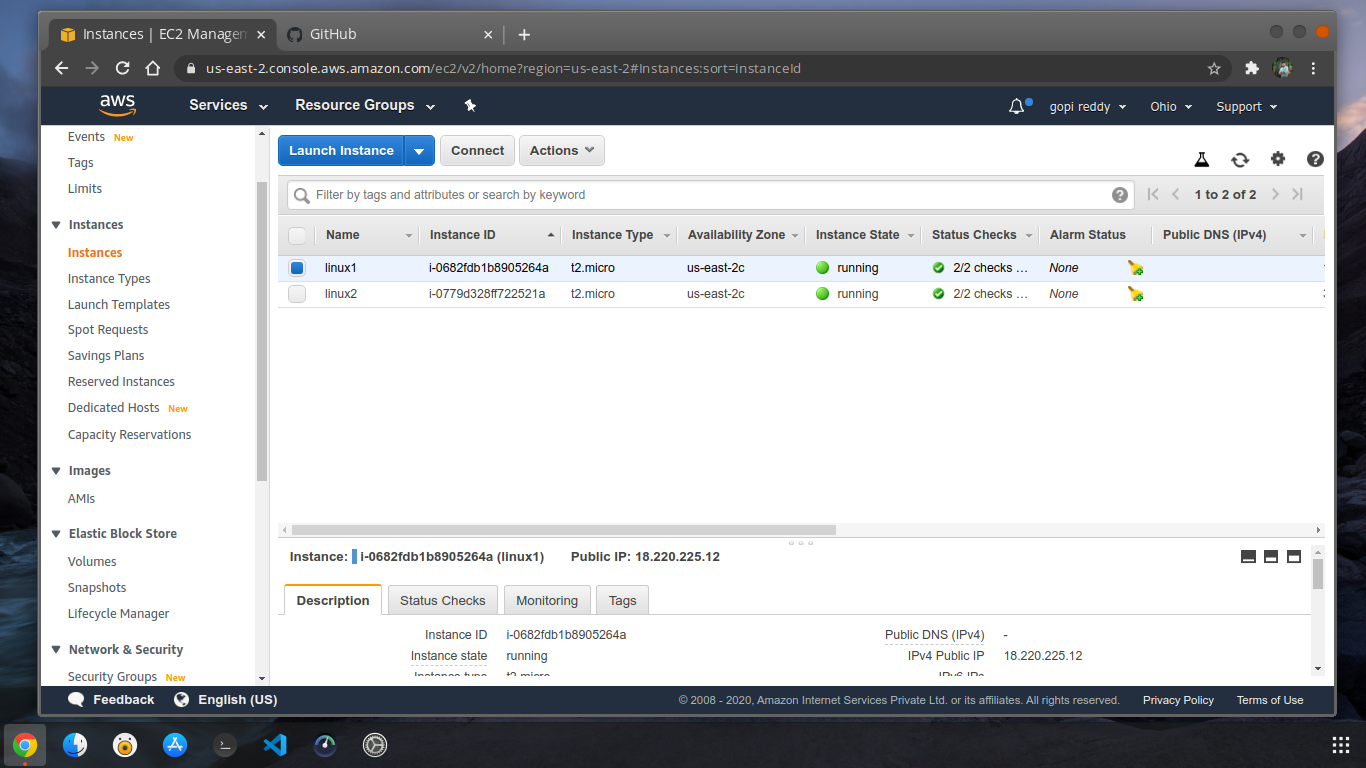 Instances | EC2 Managem
GitHub
us-east-2.console.aws.amazon.com/ec2/v2/home?region=us-east-2#Instances:sort=instanceId
aws Services Resource Groups gopi reddy Ohio Support
Events New
Tags
Limits
Instances
Instances
Instance Types
Launch Templates
Spot Requests
Savings Plans
Reserved Instances
Dedicated Hosts New
Capacity Reservations
Images
AMIs
Elastic Block Store
Volumes
Snapshots
Lifecycle Manager
Network & Security
Security Groups New
Launch Instance Connect Actions
Filter by tags and attributes or search by keyword
1 to 2 of 2
Name Instance ID Instance Type Availability Zone Instance State Status Checks Alarm Status Public DNS (IPv4)
linux1 i-0682fdb1b8905264a t2.micro us-east-2c running 2/2 checks … None
linux2 i-0779d328ff722521a t2.micro us-east-2c running 2/2 checks … None
Instance: i-0682fdb1b8905264a (linux1) Public IP: 18.220.225.12
Description Status Checks Monitoring Tags
Instance ID i-0682fdb1b8905264a Public DNS (IPv4) -
Instance state running IPv4 Public IP 18.220.225.12
Instance type t2.micro IPv6 IPs
Feedback English (US) © 2008 - 2020, Amazon Internet Services Private Ltd. or its affiliates. All rights reserved. Privacy Policy Terms of Use